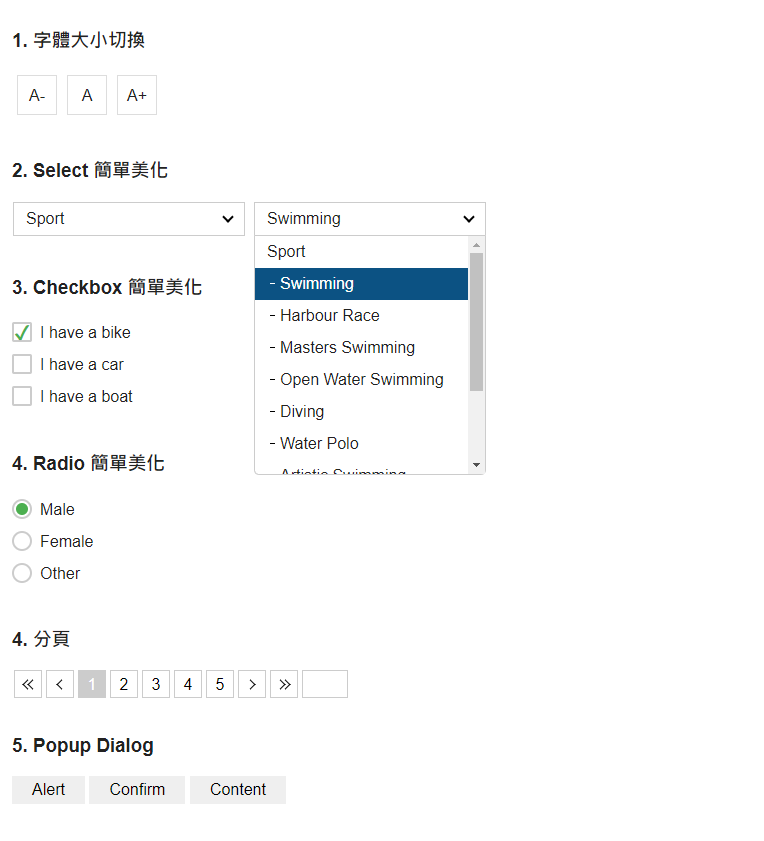 1. 字體大小切換
A- A A+
2. Select 簡單美化
Sport Swimming
Sport
- Swimming
- Harbour Race
- Masters Swimming
- Open Water Swimming
- Diving
- Water Polo
- Artistic Swimming
3. Checkbox 簡單美化
I have a bike
I have a car
I have a boat
4. Radio 簡單美化
Male
Female
Other
4. 分頁
« < 1 2 3 4 5 > »
5. Popup Dialog
Alert Confirm Content